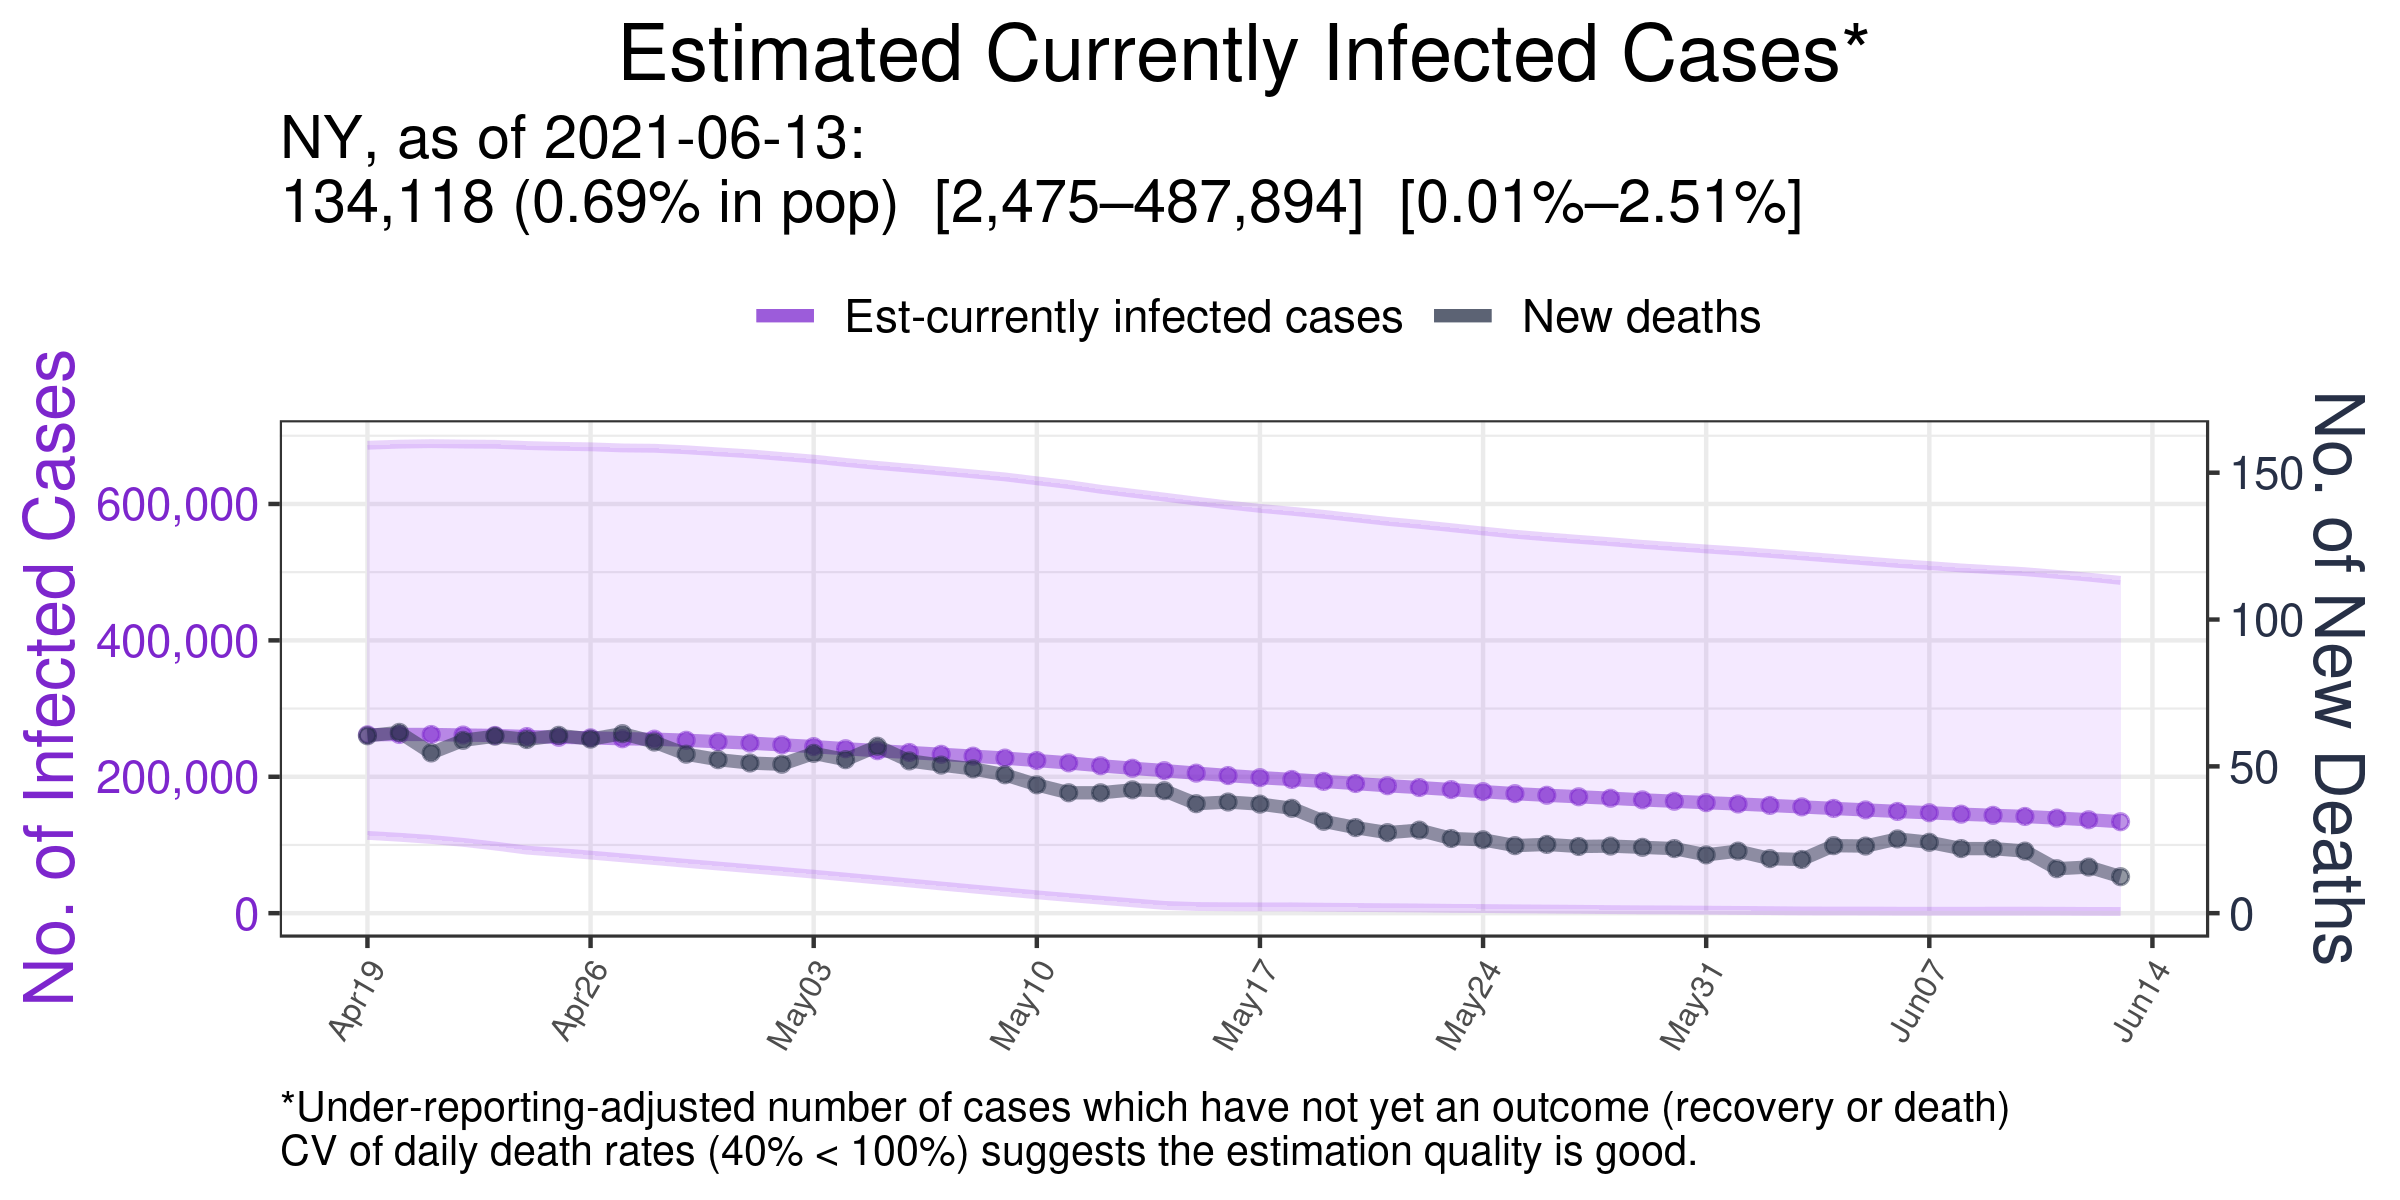 Estimated Currently Infected Cases*
NY, as of 2021-06-13:
134,118 (0.69% in pop)  [2,475–487,894]  [0.01%–2.51%]
Est-currently infected cases
New deaths
No. of Infected Cases
600,000
400,000
200,000
0
150
100
50
0
No. of New Deaths
Apr19
Apr26
May03
May10
May17
May24
May31
Jun07
Jun14
*Under-reporting-adjusted number of cases which have not yet an outcome (recovery or death)
CV of daily death rates (40% < 100%) suggests the estimation quality is good.